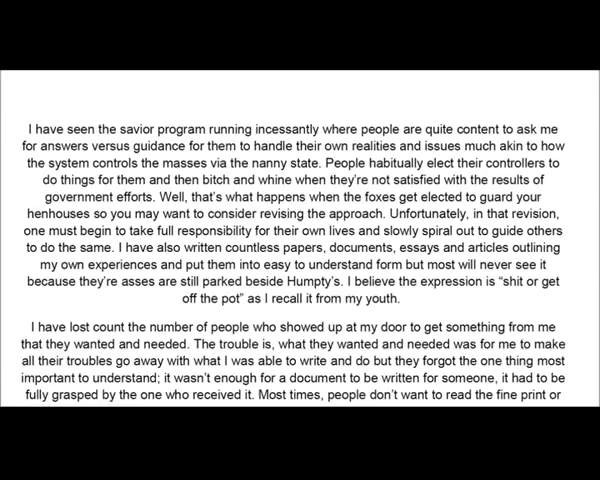 I have seen the savior program running incessantly where people are quite content to ask me
for answers versus guidance for them to handle their own realities and issues much akin to how
the system controls the masses via the nanny state. People habitually elect their controllers to
do things for them and then bitch and whine when they're not satisfied with the results of
government efforts. Well, that's what happens when the foxes get elected to guard your
henhouses so you may want to consider revising the approach. Unfortunately, in that revision,
one must begin to take full responsibility for their own lives and slowly spiral out to guide others
to do the same. I have also written countless papers, documents, essays and articles outlining
my own experiences and put them into easy to understand form but most will never see it
because they're asses are still parked beside Humpty's. I believe the expression is “shit or get
off the pot” as I recall it from my youth.
I have lost count the number of people who showed up at my door to get something from me
that they wanted and needed. The trouble is, what they wanted and needed was for me to make
all their troubles go away with what I was able to write and do but they forgot the one thing most
important to understand; it wasn't enough for a document to be written for someone, it had to be
fully grasped by the one who received it. Most times, people don't want to read the fine print or